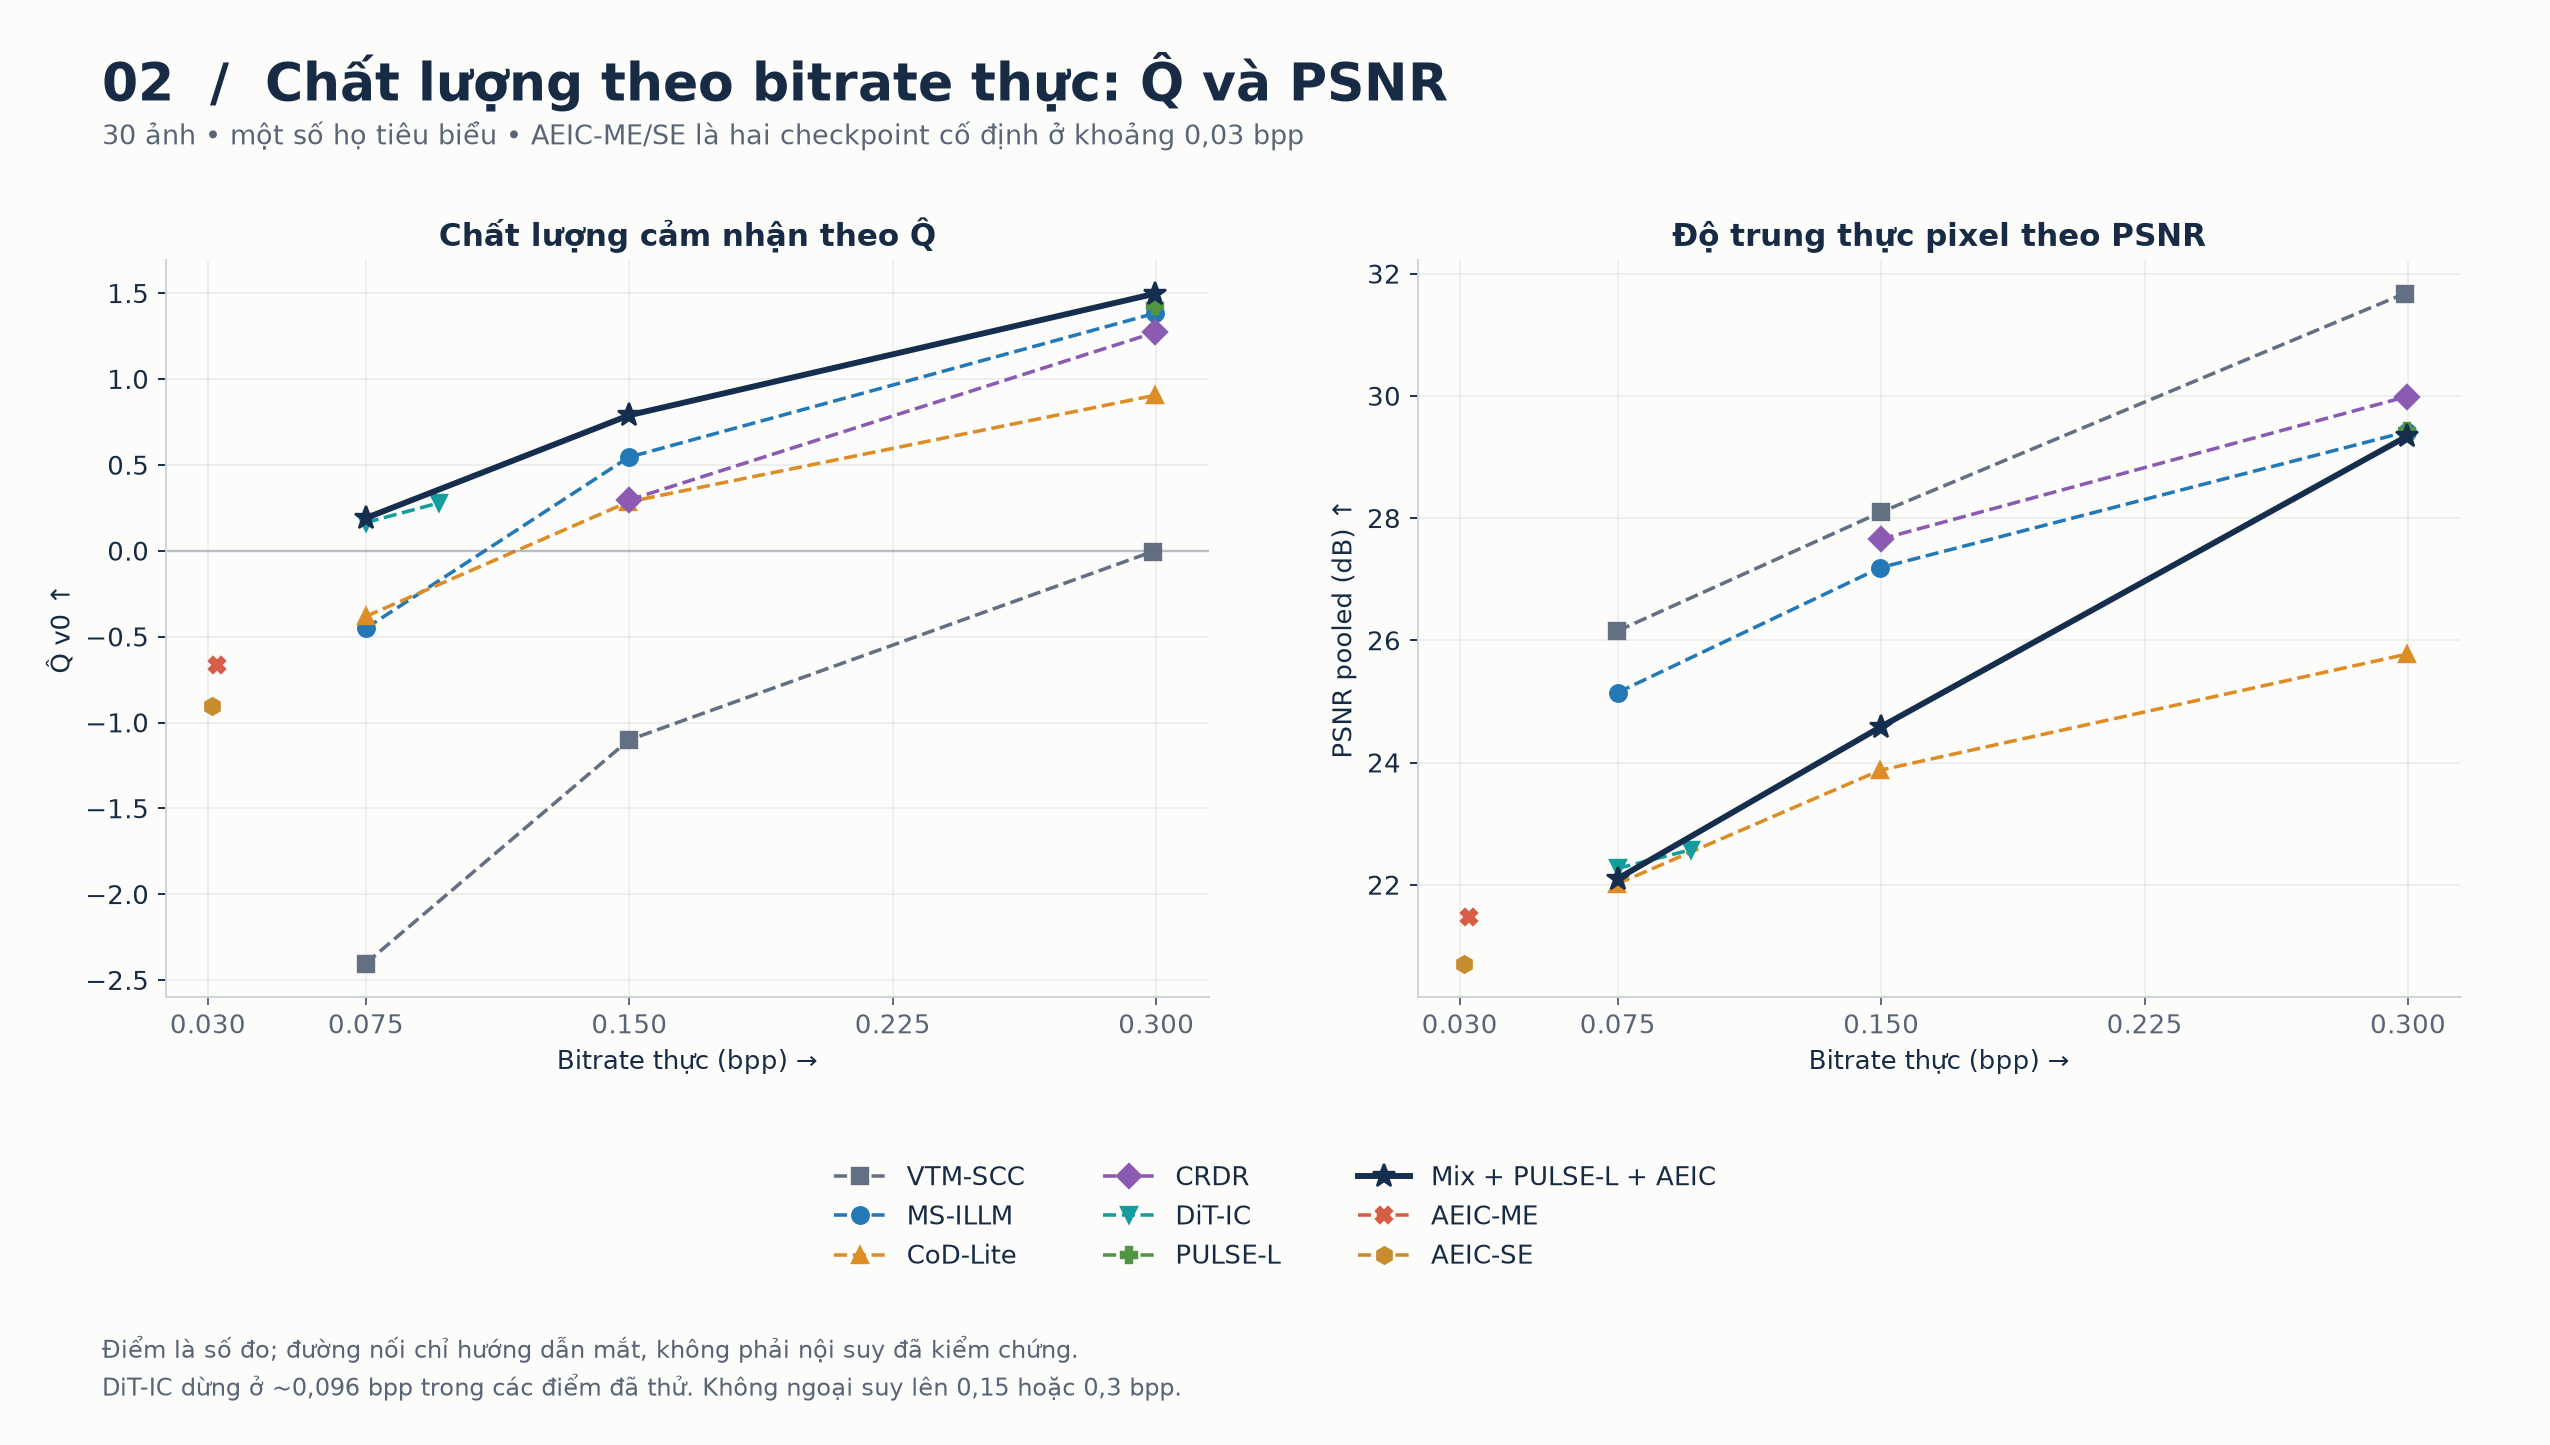 02 / Chất lượng theo bitrate thực: Q̂ và PSNR
30 ảnh • một số họ tiêu biểu • AEIC-ME/SE là hai checkpoint cố định ở khoảng 0,03 bpp
Chất lượng cảm nhận theo Q̂
1.5
1.0
0.5
0.0
−0.5
−1.0
−1.5
−2.0
−2.5
Q̂ v0 ↑
0.030 0.075 0.150 0.225 0.300
Bitrate thực (bpp) →
Độ trung thực pixel theo PSNR
32
30
28
26
24
22
PSNR pooled (dB) ↑
0.030 0.075 0.150 0.225 0.300
Bitrate thực (bpp) →
VTM-SCC
MS-ILLM
CoD-Lite
CRDR
DiT-IC
PULSE-L
Mix + PULSE-L + AEIC
AEIC-ME
AEIC-SE
Điểm là số đo; đường nối chỉ hướng dẫn mắt, không phải nội suy đã kiểm chứng.
DiT-IC dừng ở ~0,096 bpp trong các điểm đã thử. Không ngoại suy lên 0,15 hoặc 0,3 bpp.